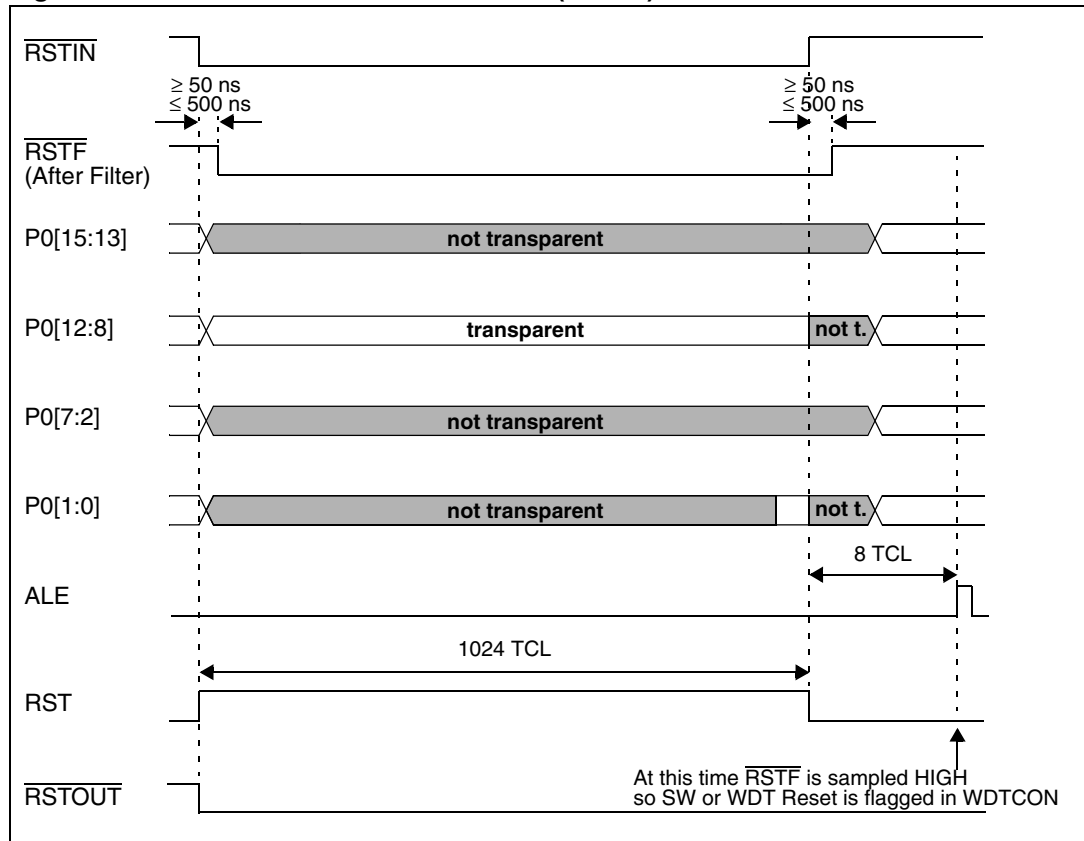 RSTIN
≥ 50 ns
≤ 500 ns
≥ 50 ns
≤ 500 ns
RSTF
(After Filter)
P0[15:13]
not transparent
P0[12:8]
transparent
not t.
P0[7:2]
not transparent
P0[1:0]
not transparent
not t.
8 TCL
ALE
1024 TCL
RST
At this time RSTF is sampled HIGH
so SW or WDT Reset is flagged in WDTCON
RSTOUT